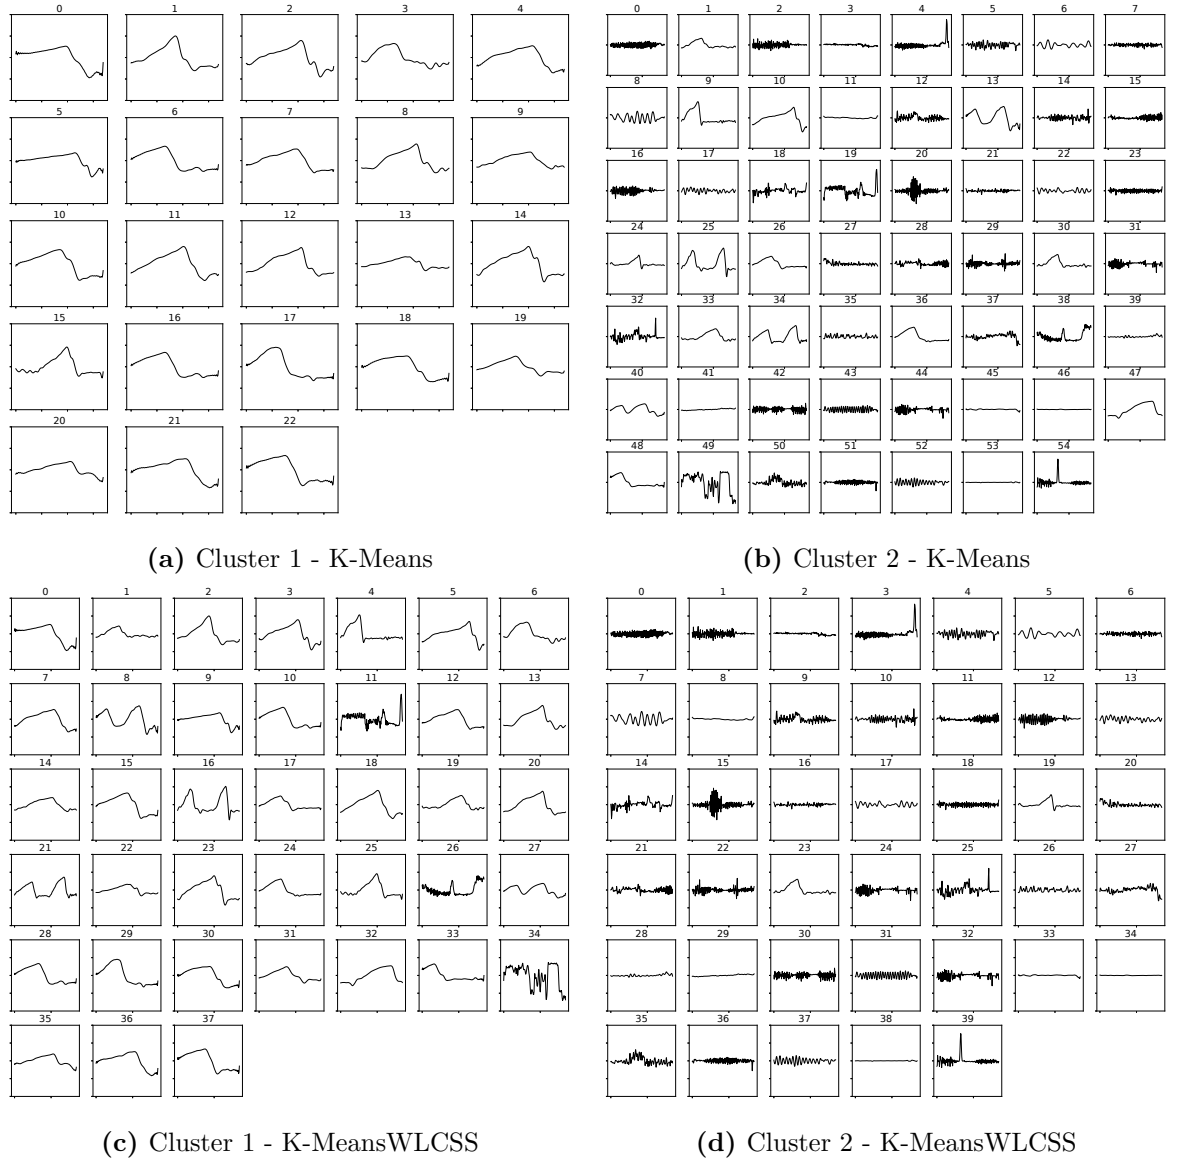 0 1 2 3 4
5 6 7 8 9
10 11 12 13 14
15 16 17 18 19
20 21 22
0 1 2 3 4 5 6 7
8 9 10 11 12 13 14 15
16 17 18 19 20 21 22 23
24 25 26 27 28 29 30 31
32 33 34 35 36 37 38 39
40 41 42 43 44 45 46 47
48 49 50 51 52 53 54
(a) Cluster 1 - K-Means
(b) Cluster 2 - K-Means
0 1 2 3 4 5 6
7 8 9 10 11 12 13
14 15 16 17 18 19 20
21 22 23 24 25 26 27
28 29 30 31 32 33 34
35 36 37
0 1 2 3 4 5 6
7 8 9 10 11 12 13
14 15 16 17 18 19 20
21 22 23 24 25 26 27
28 29 30 31 32 33 34
35 36 37 38 39
(c) Cluster 1 - K-MeansWLCSS
(d) Cluster 2 - K-MeansWLCSS